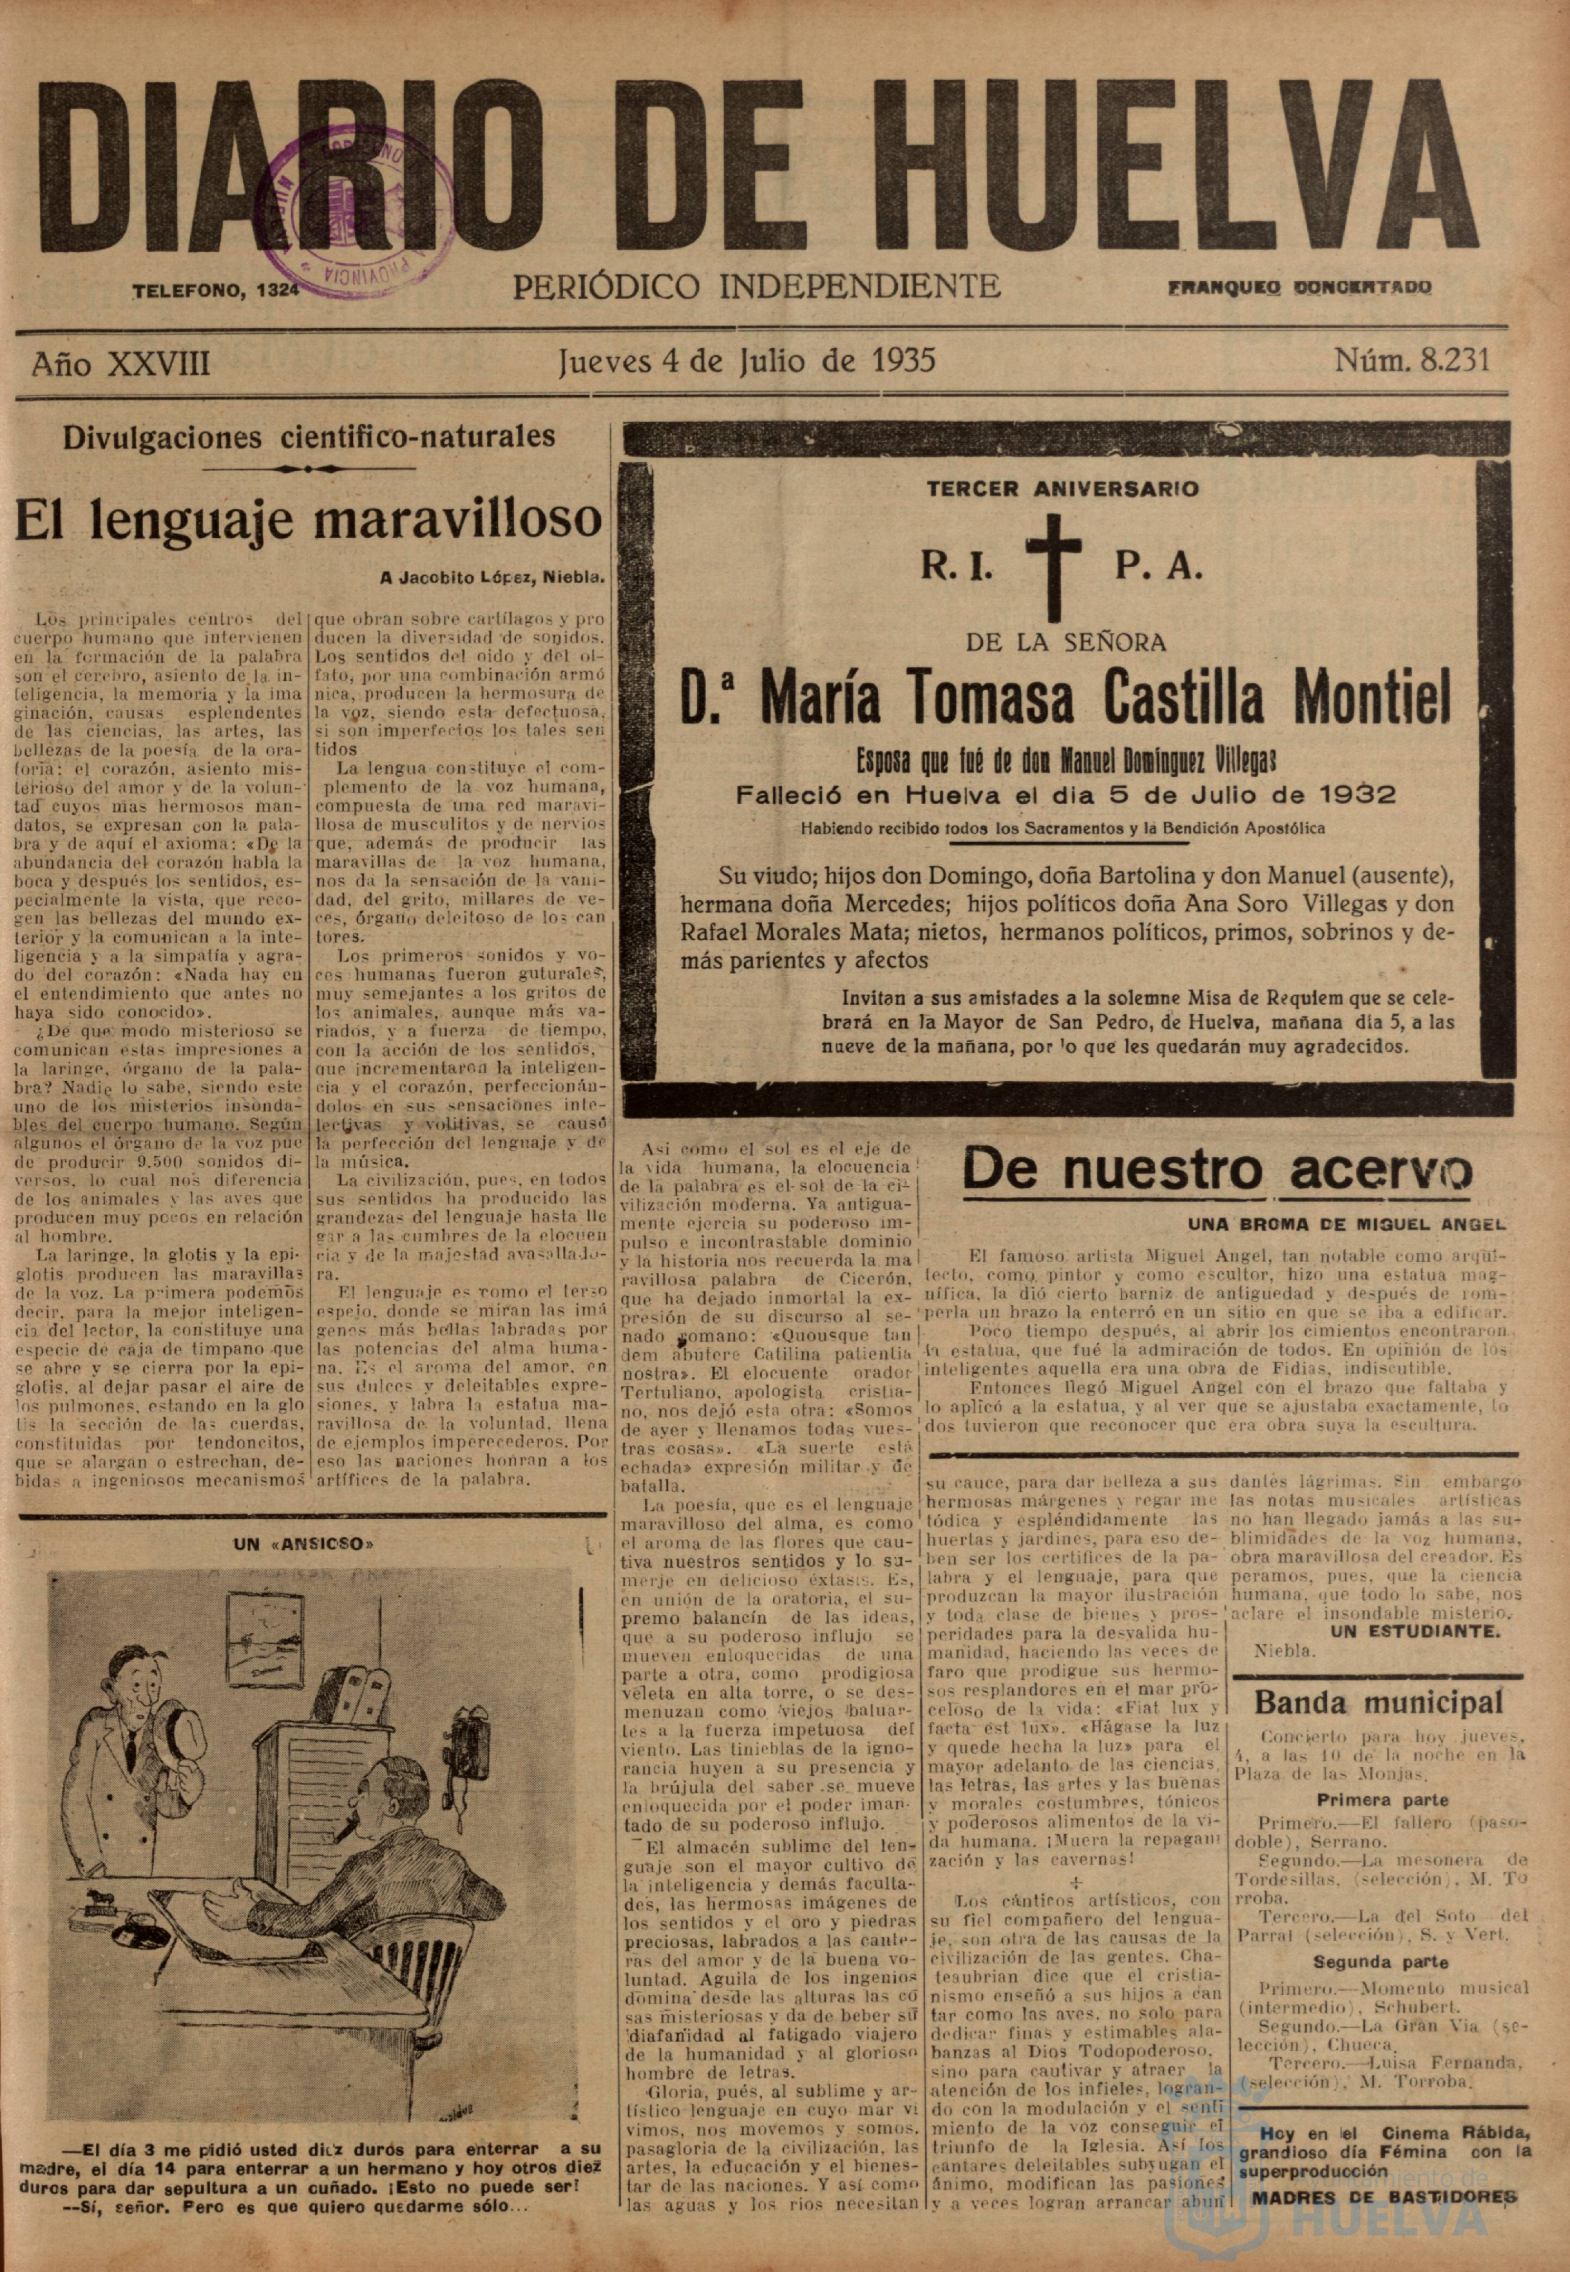 DIARIO DE HUELVA
TELEFONO, 1324
PERIÓDICO INDEPENDIENTE
FRANQUEO CONCERTADO
Año XXVIII
Jueves 4 de Julio de 1935
Núm. 8.231
Divulgaciones cientifico-naturales
El lenguaje maravilloso
A Jacobito López, Niebla.
Los principales centros del
cuerpo humano que intervienen
en la formación de la palabra
son el cerebro, asiento de la in-
teligencia, la memoria y la ima
ginación, causas esplendentes
de las ciencias, las artes, las
bellezas de la poesía de la ora-
toria: el corazón, asiento mis-
terioso del amor y de la volun-
tad cuyos mas hermosos man-
datos, se expresan con la pala-
bra y de aquí el axioma: «De la
abundancia del corazón habla la
boca y después los sentidos, es-
pecialmente la vista, que reco-
gen las bellezas del mundo ex-
terior y la comunican a la inte-
ligencia y a la simpatía y agra-
do del corazón: «Nada hay en
el entendimiento que antes no
haya sido conocido».
¿De que modo misterioso se
comunican estas impresiones a
la laringe, órgano de la pala-
bra? Nadie lo sabe, siendo este
uno de los misterios insonda-
bles del cuerpo humano. Según
algunos el órgano de la voz pue
de producir 9.500 sonidos di-
versos, lo cual nos diferencia
de los animales y las aves que
producen muy pocos en relación
al hombre.
La laringe, la glotis y la epi-
glotis producen las maravillas
de la voz. La primera podemos
decir, para la mejor inteligen-
cia del lector, la constituye una
especie de caja de timpano que
se abre y se cierra por la epi-
glotis, al dejar pasar el aire de
los pulmones, estando en la glo
tis la sección de las cuerdas,
constituidas por tendoncitos,
que se alargan o estrechan, de-
bidas a ingeniosos mecanismos
que obran sobre cartílagos y pro
ducen la diversidad de sonidos.
Los sentidos del oido y del ol-
fato, por una combinación armó
nica, producen la hermosura de
la voz, siendo esta defectuosa,
si son imperfectos los tales sen
tidos
La lengua constituye el com-
plemento de la voz humana,
compuesta de una red maravi-
llosa de musculitos y de nervios
que, además de producir las
maravillas de la voz humana,
nos da la sensación de la vani-
dad, del grito, millares de ve-
ces, órgano deleitoso de los can
tores.
Los primeros sonidos y vo-
ces humanas fueron guturales,
muy semejantes a los gritos de
los animales, aunque más va-
riados, y a fuerza de tiempo,
con la acción de los sentidos,
que incrementaron la inteligen-
cia y el corazón, perfeccionán-
dolos en sus sensaciones inte-
lectivas y volitivas, se causó
la perfección del lenguaje y de
la música.
La civilización, pues, en todos
sus sentidos ha producido las
grandezas del lenguaje hasta lle
gar a las cumbres de la elocuen
cia y de la majestad avasallado-
ra.
El lenguaje es como el terso
espejo, donde se miran las imá
genes más bellas labradas por
las potencias del alma huma-
na. Es el aroma del amor, en
sus dulces y deleitables expre-
siones, y labra la estatua ma-
ravillosa de la voluntad, llena
de ejemplos imperecederos. Por
eso las naciones honran a los
artífices de la palabra.
UN «ANSIOSO»
—El día 3 me pidió usted diez duros para enterrar a su
madre, el día 14 para enterrar a un hermano y hoy otros diez
duros para dar sepultura a un cuñado. ¡Esto no puede ser!
--Sí, señor. Pero es que quiero quedarme sólo...
TERCER ANIVERSARIO
R. I. P. A.
DE LA SEÑORA
D.ª María Tomasa Castilla Montiel
Esposa que fué de don Manuel Domínguez Villegas
Falleció en Huelva el dia 5 de Julio de 1932
Habiendo recibido todos los Sacramentos y la Bendición Apostólica
Su viudo; hijos don Domingo, doña Bartolina y don Manuel (ausente),
hermana doña Mercedes; hijos políticos doña Ana Soro Villegas y don
Rafael Morales Mata; nietos, hermanos políticos, primos, sobrinos y de-
más parientes y afectos
Invitan a sus amistades a la solemne Misa de Requiem que se cele-
brará en la Mayor de San Pedro, de Huelva, mañana dia 5, a las
nueve de la mañana, por lo que les quedarán muy agradecidos.
Asi como el sol es el eje de
la vida humana, la elocuencia
de la palabra es el sol de la ci-
vilización moderna. Ya antigua-
mente ejercia su poderoso im-
pulso e incontrastable dominio
y la historia nos recuerda la ma
ravillosa palabra de Cicerón,
que ha dejado inmortal la ex-
presión de su discurso al se-
nado romano: «Quousque tan
dem abutere Catilina patientia
nostra». El elocuente orador
Tertuliano, apologista cristia-
no, nos dejó esta otra: «Somos
de ayer y llenamos todas vues-
tras cosas». «La suerte está
echada» expresión militar y de
batalla.
La poesía, que es el lenguaje
maravilloso del alma, es como
el aroma de las flores que cau-
tiva nuestros sentidos y lo su-
merje en delicioso éxtasis. Es,
en unión de la oratoria, el su-
premo balancín de las ideas,
que a su poderoso influjo se
mueven enloquecidas de una
parte a otra, como prodigiosa
veleta en alta torre, o se des-
menuzan como viejos baluar-
tes a la fuerza impetuosa del
viento. Las tinieblas de la igno-
rancia huyen a su presencia y
la brújula del saber se mueve
enloquecida por el poder iman-
tado de su poderoso influjo.
El almacén sublime del len-
guaje son el mayor cultivo de
la inteligencia y demás faculta-
des, las hermosas imágenes de
los sentidos y el oro y piedras
preciosas, labrados a las cante-
ras del amor y de la buena vo-
luntad. Aguila de los ingenios
domina desde las alturas las co
sas misteriosas y da de beber su
diafanidad al fatigado viajero
de la humanidad y al glorioso
hombre de letras.
Gloria, pués, al sublime y ar-
tístico lenguaje en cuyo mar vi
vimos, nos movemos y somos,
pasagloria de la civilización, las
artes, la educación y el bienes-
tar de las naciones. Y así como
las aguas y los rios necesitan
De nuestro acervo
UNA BROMA DE MIGUEL ANGEL
El famoso artista Miguel Angel, tan notable como arqui-
tecto, como pintor y como escultor, hizo una estatua mag-
nífica, la dió cierto barniz de antigüedad y después de rom-
perla un brazo la enterró en un sitio en que se iba a edificar.
Poco tiempo después, al abrir los cimientos encontraron
la estatua, que fué la admiración de todos. En opinión de los
inteligentes aquella era una obra de Fidias, indiscutible.
Entonces llegó Miguel Angel con el brazo que faltaba y
lo aplicó a la estatua, y al ver que se ajustaba exactamente, to
dos tuvieron que reconocer que era obra suya la escultura.
su cauce, para dar belleza a sus
hermosas márgenes y regar me
tódica y espléndidamente las
huertas y jardines, para eso de-
ben ser los certifices de la pa-
labra y el lenguaje, para que
produzcan la mayor ilustración
y toda clase de bienes y pros-
peridades para la desvalida hu-
manidad, haciendo las veces de
faro que prodigue sus hermo-
sos resplandores en el mar pro-
celoso de la vida: «Fiat lux y
facta est lux». «Hágase la luz
y quede hecha la luz» para el
mayor adelanto de las ciencias,
las letras, las artes y las buenas
y morales costumbres, tónicos
y poderosos alimentos de la vi-
da humana. ¡Muera la repagani
zación y las cavernas!
Los cánticos artísticos, con
su fiel compañero del lengua-
je, son otra de las causas de la
civilización de las gentes. Cha-
teaubrian dice que el cristia-
nismo enseñó a sus hijos a can
tar como las aves, no solo para
dedicar finas y estimables ala-
banzas al Dios Todopoderoso,
sino para cautivar y atraer la
atención de los infieles, logran-
do con la modulación y el senti
miento de la voz conseguir el
triunfo de la Iglesia. Así los
cantares deleitables subyugan el
ánimo, modifican las pasiones
y a veces logran arrancar abun
dantes lágrimas. Sin embargo
las notas musicales artísticas
no han llegado jamás a las su-
blimidades de la voz humana,
obra maravillosa del creador. Es
peramos, pues, que la ciencia
humana, que todo lo sabe, nos
aclare el insondable misterio.
UN ESTUDIANTE.
Niebla.
Banda municipal
Concierto para hoy jueves,
4, a las 10 de la noche en la
Plaza de las Monjas.
Primera parte
Primero.—El fallero (paso-
doble), Serrano.
Segundo.—La mesonera de
Tordesillas, (selección), M. To
rroba.
Tercero.—La del Soto del
Parral (selección), S. y Vert.
Segunda parte
Primero.—Momento musical
(intermedio), Schubert.
Segundo.—La Gran Via (se-
lección), Chueca.
Tercero.—Luisa Fernanda,
(selección), M. Torroba.
Hoy en el Cinema Rábida,
grandioso día Fémina con la
superproducción
MADRES DE BASTIDORES
HUELVA